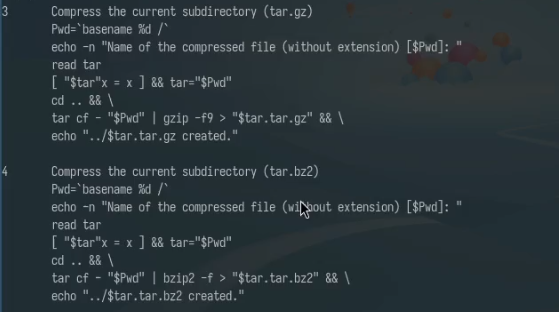 3 Compress the current subdirectory (tar.gz)
Pwd=`basename %d /`
echo -n "Name of the compressed file (without extension) [$Pwd]: "
read tar
[ "$tar"x = x ] && tar="$Pwd"
cd .. && \
tar cf - "$Pwd" | gzip -f9 > "$tar.tar.gz" && \
echo "../$tar.tar.gz created."
4 Compress the current subdirectory (tar.bz2)
Pwd=`basename %d /`
echo -n "Name of the compressed file (without extension) [$Pwd]: "
read tar
[ "$tar"x = x ] && tar="$Pwd"
cd .. && \
tar cf - "$Pwd" | bzip2 -f > "$tar.tar.bz2" && \
echo "../$tar.tar.bz2 created."